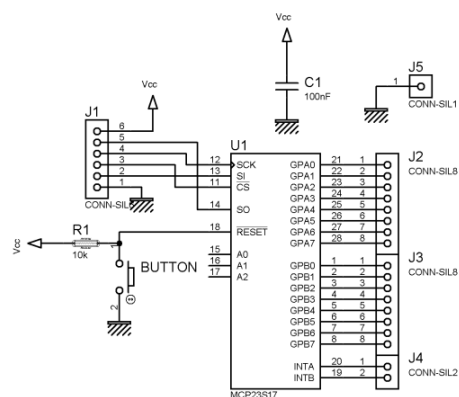 Vcc
C1
100nF
J5
1
CONN-SIL1
Vcc
J1
6
5
4
3
2
1
CONN-SIL
U1
12 SCK
13 SI
11 CS
14 SO
18 RESET
15 A0
16 A1
17 A2
GPA0 21 1
GPA1 22 2
GPA2 23 3
GPA3 24 4
GPA4 25 5
GPA5 26 6
GPA6 27 7
GPA7 28 8
J2
CONN-SIL8
GPB0 1 1
GPB1 2 2
GPB2 3 3
GPB3 4 4
GPB4 5 5
GPB5 6 6
GPB6 7 7
GPB7 8 8
J3
CONN-SIL8
INTA 20 1
INTB 19 2
J4
CONN-SIL2
MCP23S17
Vcc
R1
10k
1
BUTTON
2